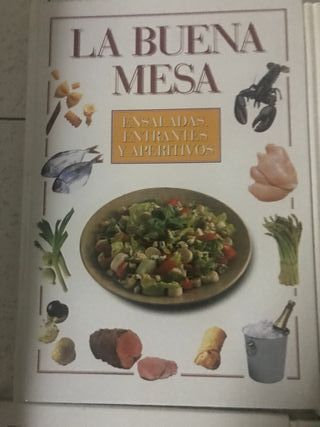 LA BUENA
MESA
ENSALADAS,
ENTRANTES
Y APERITIVOS